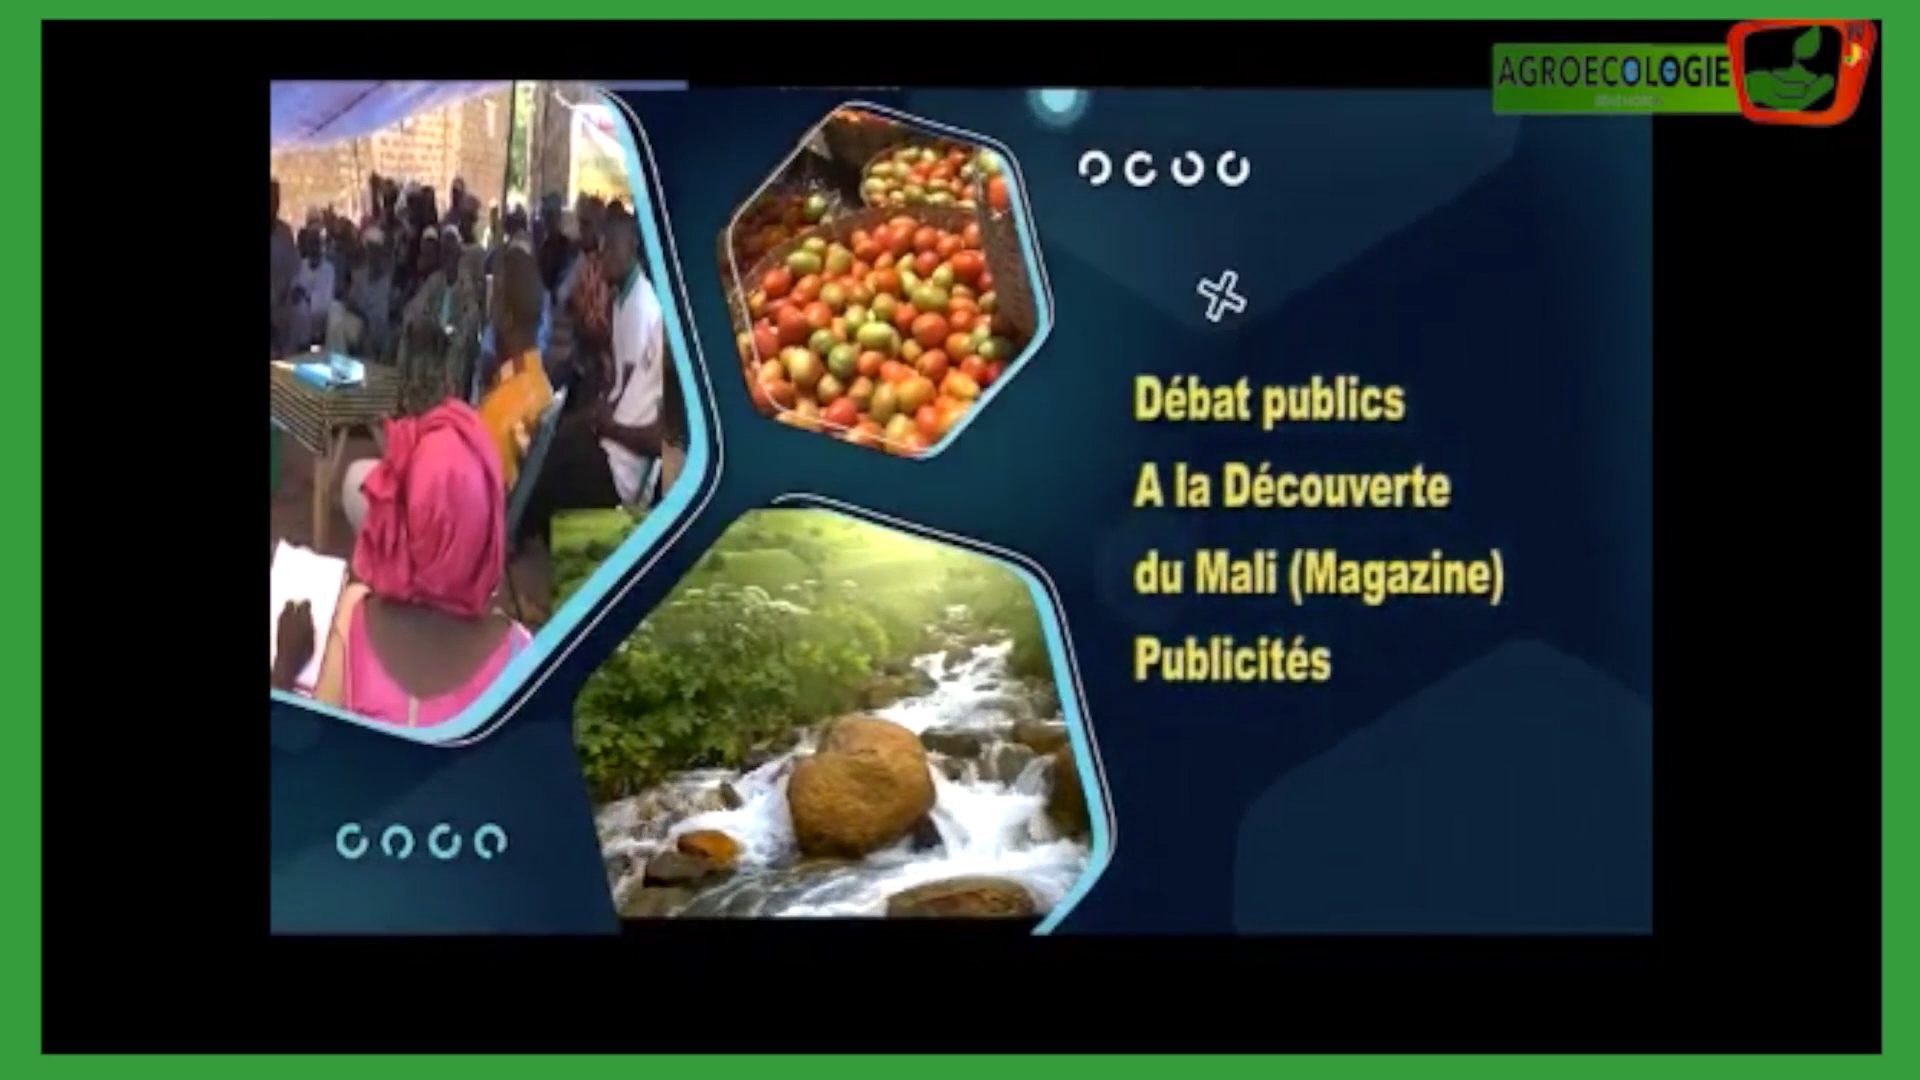 AGROECOLOGIE
Débat publics
A la Découverte
du Mali (Magazine)
Publicités